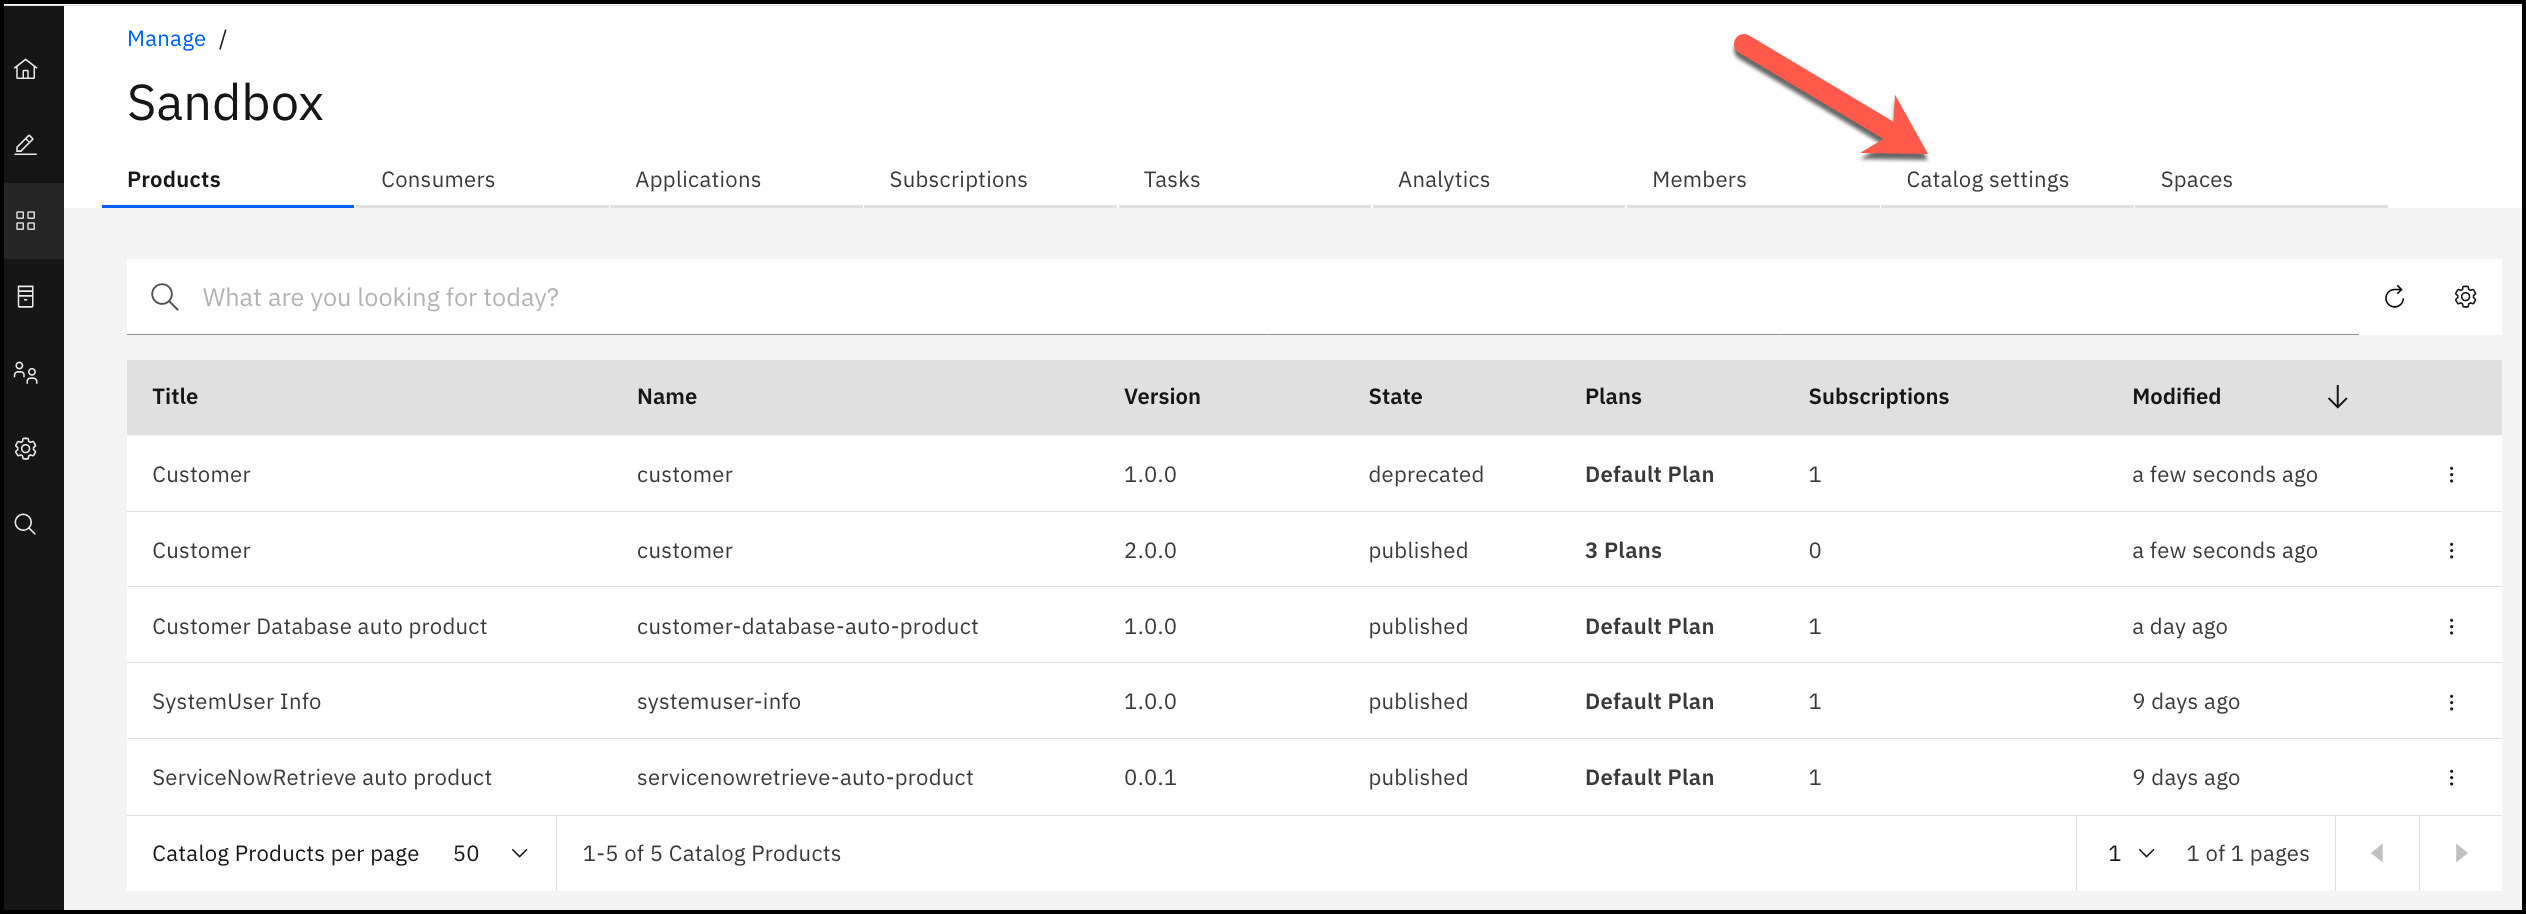 Manage /
Sandbox
Products Consumers Applications Subscriptions Tasks Analytics Members Catalog settings Spaces
What are you looking for today?
Title Name Version State Plans Subscriptions Modified
Customer customer 1.0.0 deprecated Default Plan 1 a few seconds ago
Customer customer 2.0.0 published 3 Plans 0 a few seconds ago
Customer Database auto product customer-database-auto-product 1.0.0 published Default Plan 1 a day ago
SystemUser Info systemuser-info 1.0.0 published Default Plan 1 9 days ago
ServiceNowRetrieve auto product servicenowretrieve-auto-product 0.0.1 published Default Plan 1 9 days ago
Catalog Products per page 50 1-5 of 5 Catalog Products 1 1 of 1 pages